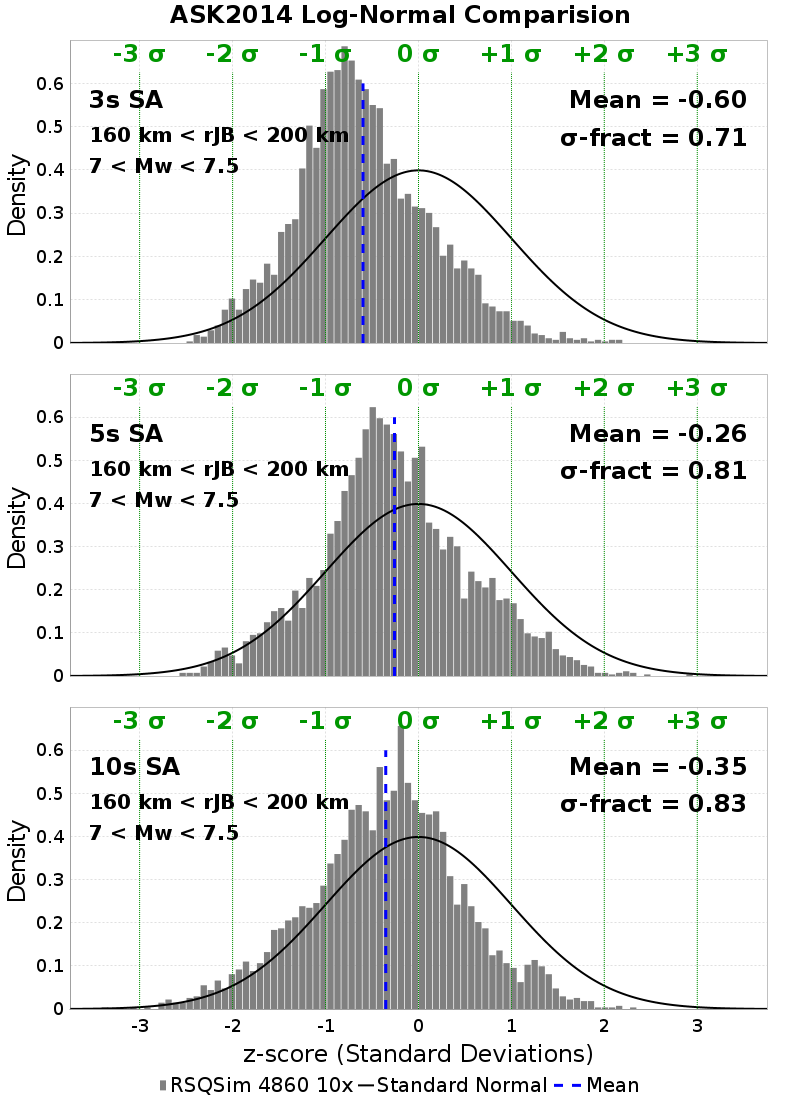 ASK2014 Log-Normal Comparision
-3 σ -2 σ -1 σ 0 σ +1 σ +2 σ +3 σ
3s SA
Mean = -0.60
160 km < rJB < 200 km
σ-fract = 0.71
7 < Mw < 7.5
Density
0.6
0.5
0.4
0.3
0.2
0.1
0
-3 σ -2 σ -1 σ 0 σ +1 σ +2 σ +3 σ
5s SA
Mean = -0.26
160 km < rJB < 200 km
σ-fract = 0.81
7 < Mw < 7.5
Density
0.6
0.5
0.4
0.3
0.2
0.1
0
-3 σ -2 σ -1 σ 0 σ +1 σ +2 σ +3 σ
10s SA
Mean = -0.35
160 km < rJB < 200 km
σ-fract = 0.83
7 < Mw < 7.5
Density
0.6
0.5
0.4
0.3
0.2
0.1
0
-3 -2 -1 0 1 2 3
z-score (Standard Deviations)
RSQSim 4860 10x Standard Normal Mean